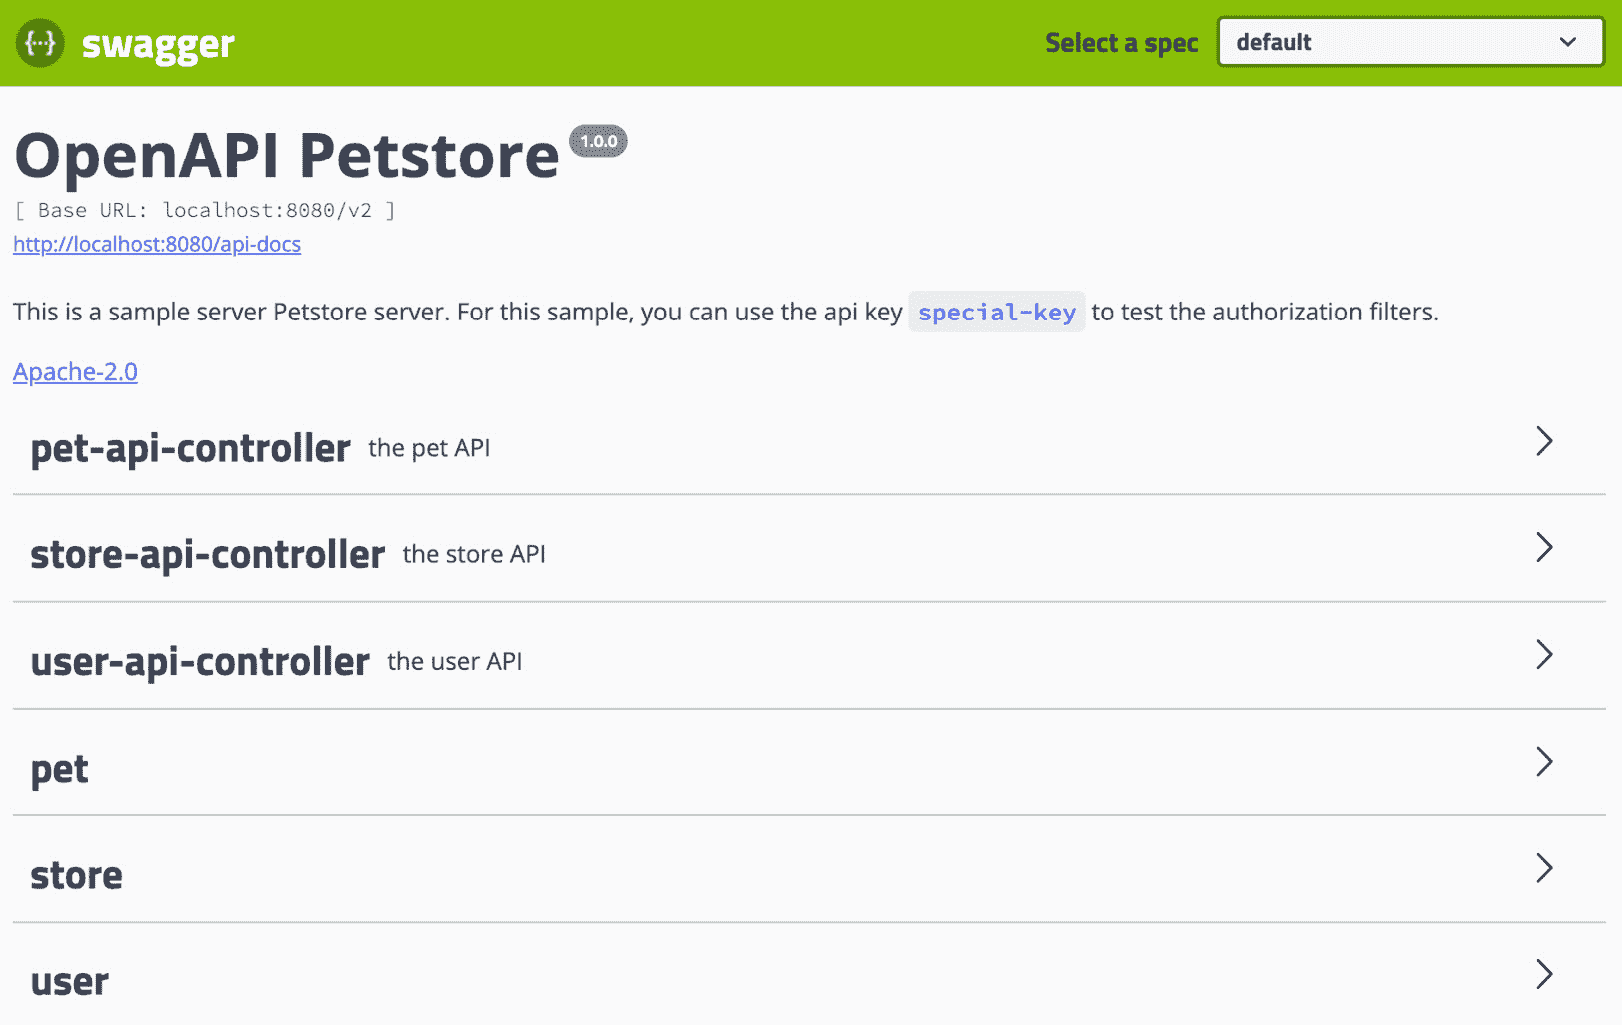 {...} swagger
Select a spec default
OpenAPI Petstore 1.0.0
[ Base URL: localhost:8080/v2 ]
http://localhost:8080/api-docs
This is a sample server Petstore server. For this sample, you can use the api key special-key to test the authorization filters.
Apache-2.0
pet-api-controller the pet API
store-api-controller the store API
user-api-controller the user API
pet
store
user